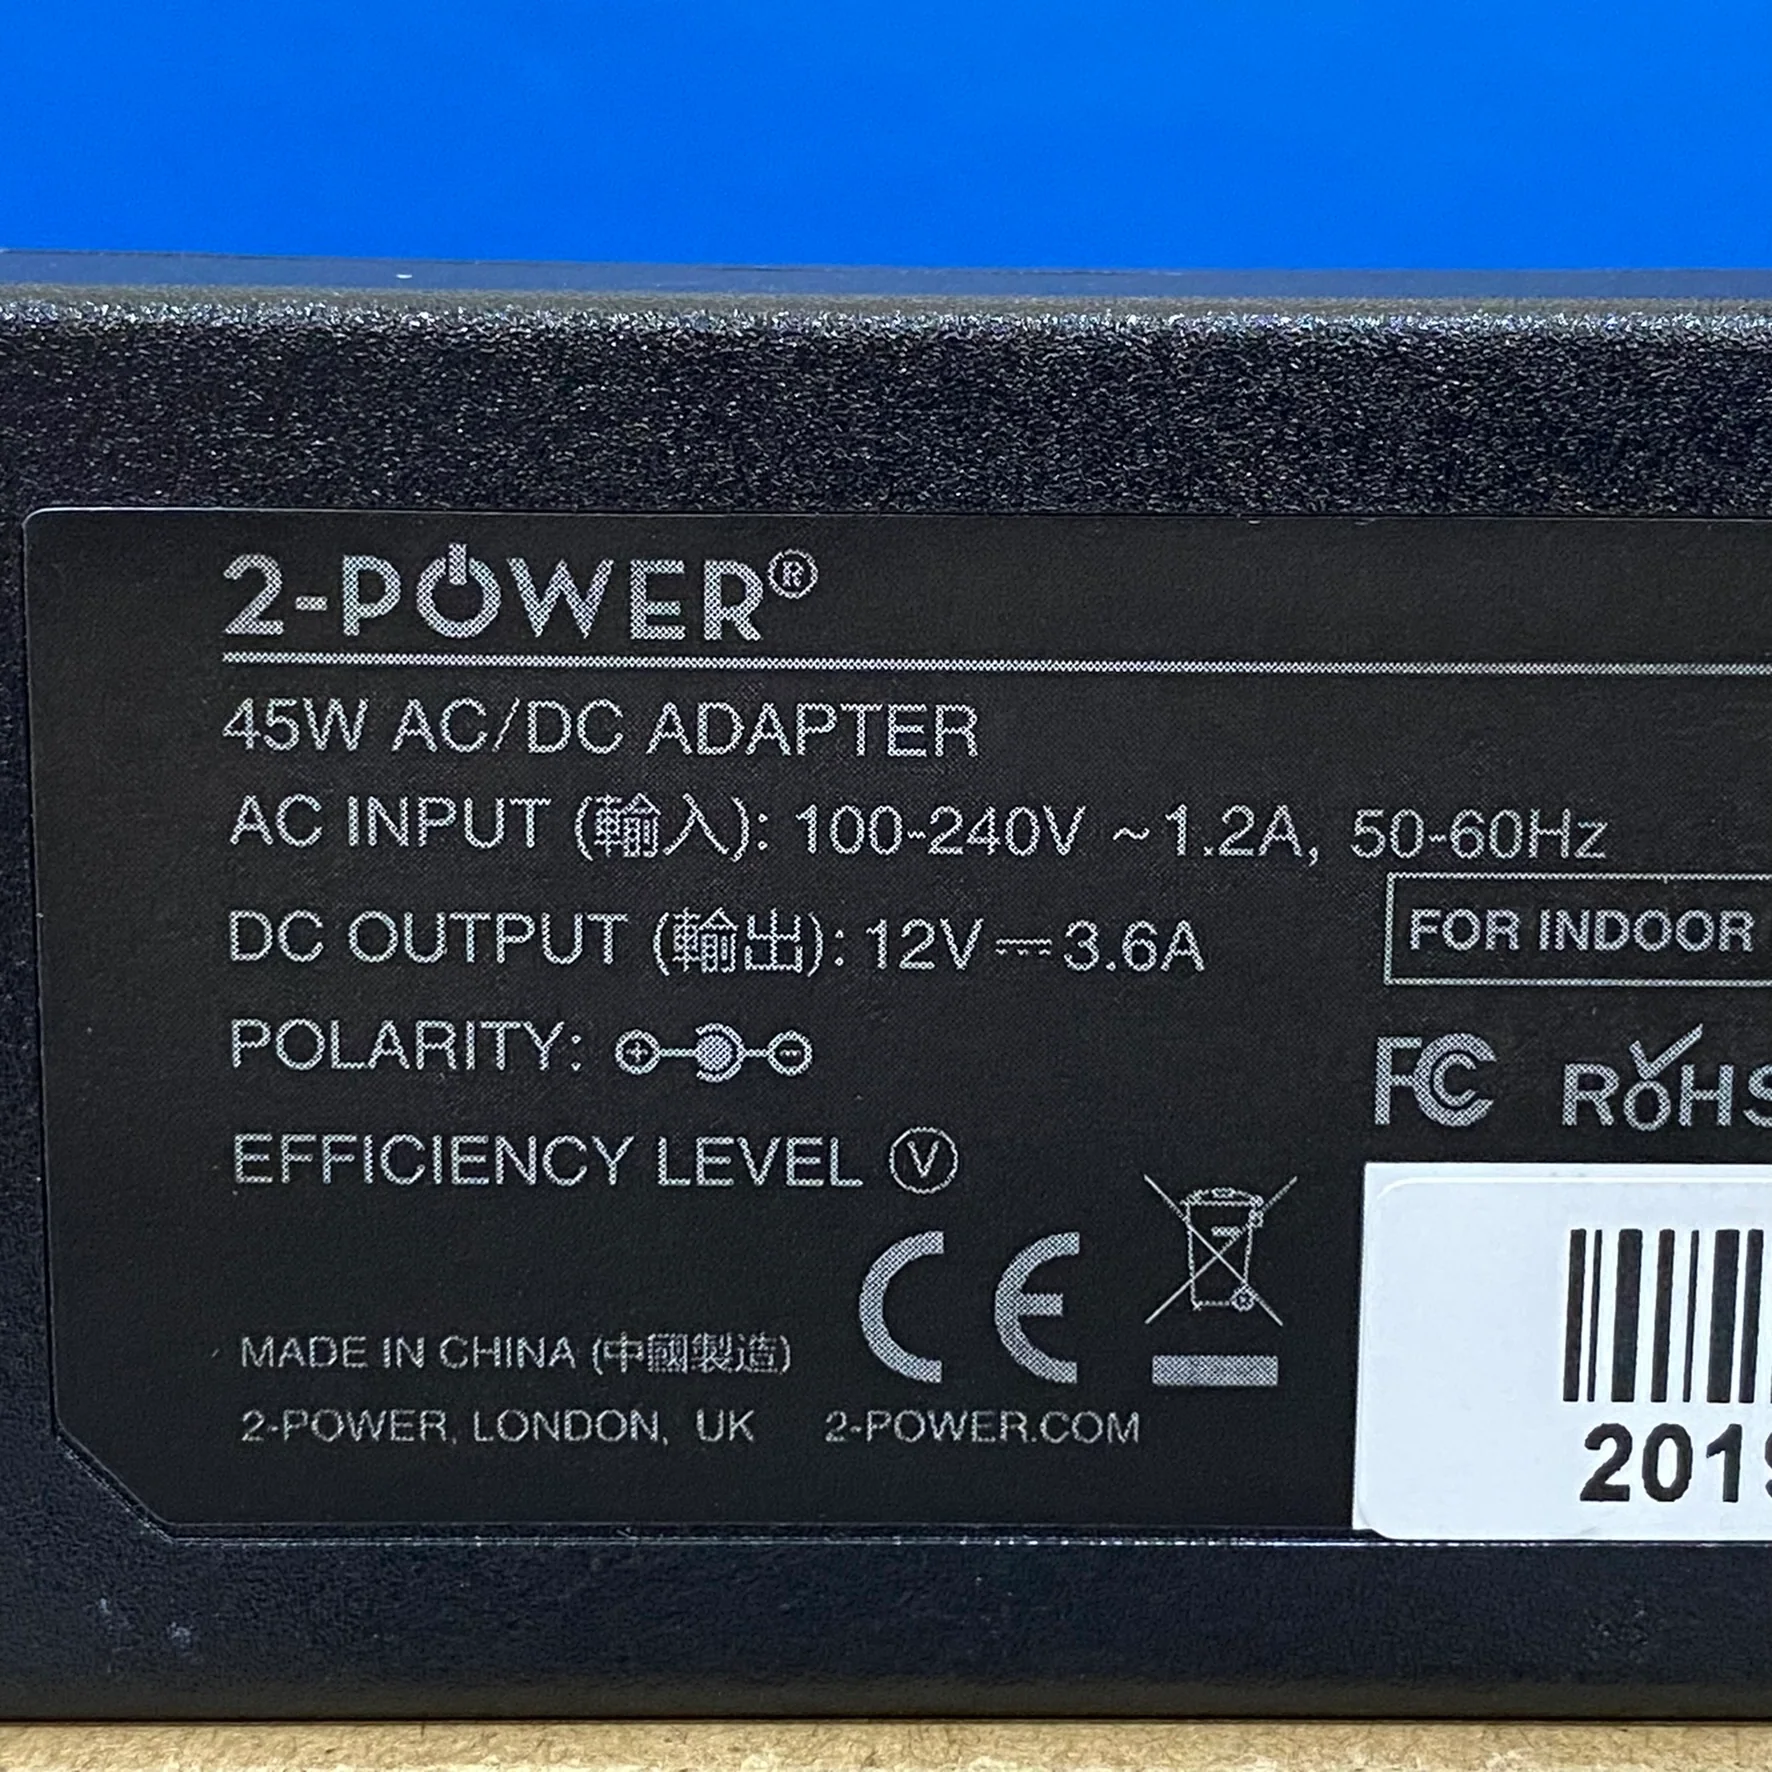 2-POWER®
45W AC/DC ADAPTER
AC INPUT (輸入): 100-240V ~ 1.2A, 50-60Hz
DC OUTPUT (輸出): 12V ⎓ 3.6A
FOR INDOOR
POLARITY:
FC RoHS
EFFICIENCY LEVEL Ⓥ
CE
MADE IN CHINA (中國製造)
2-POWER, LONDON, UK 2-POWER.COM